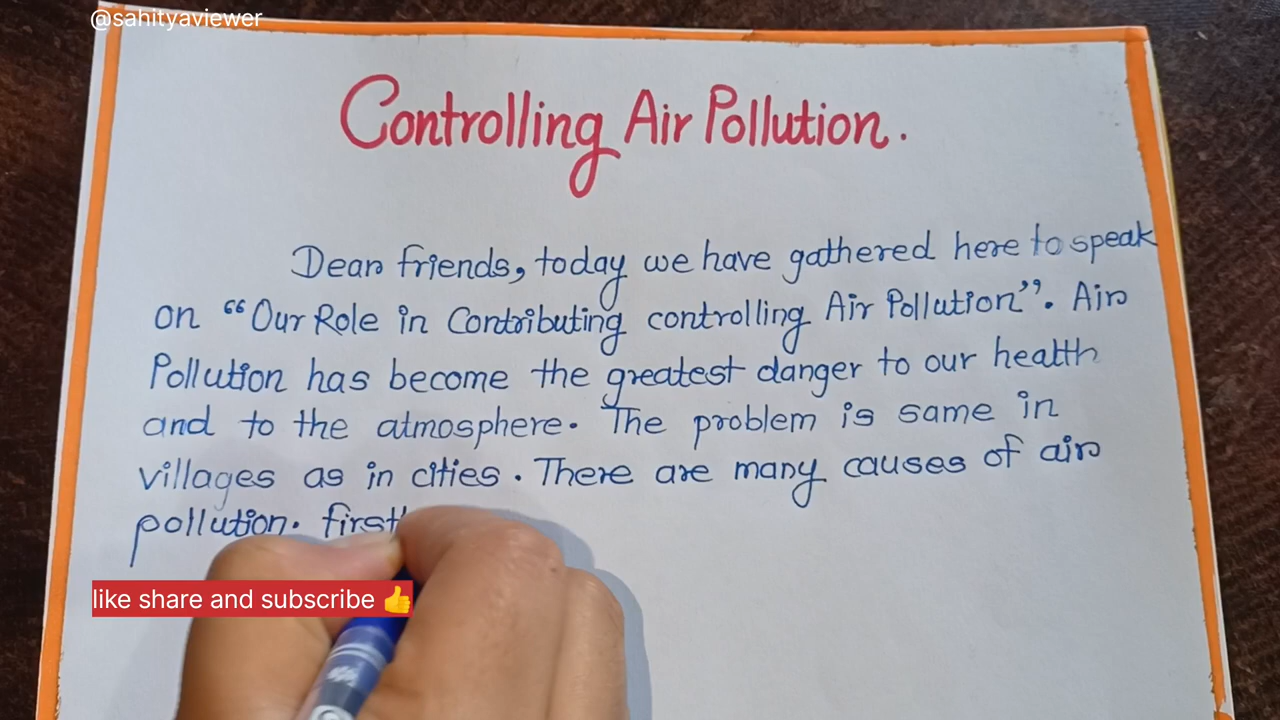 @sahityaviewer
Controlling Air Pollution.
Dear friends, today we have gathered here to speak
on “Our Role in Contributing controlling Air Pollution”. Air
Pollution has become the greatest danger to our health
and to the atmosphere. The problem is same in
villages as in cities. There are many causes of air
pollution.
like share and subscribe 👍